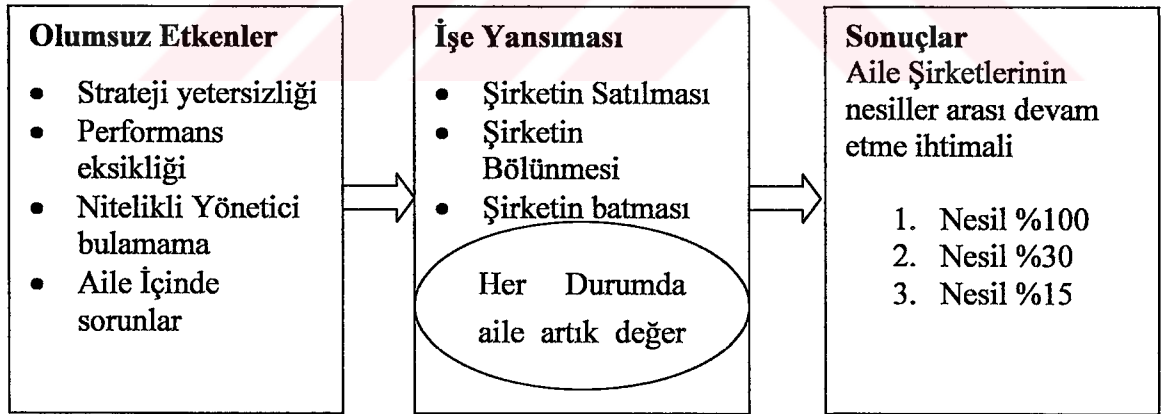 Olumsuz Etkenler
• Strateji yetersizliği
• Performans
eksikliği
• Nitelikli Yönetici
bulamama
• Aile İçinde
sorunlar
İşe Yansıması
• Şirketin Satılması
• Şirketin
Bölünmesi
• Şirketin batması
Her Durumda
aile artık değer
Sonuçlar
Aile Şirketlerinin
nesiller arası devam
etme ihtimali
1. Nesil %100
2. Nesil %30
3. Nesil %15